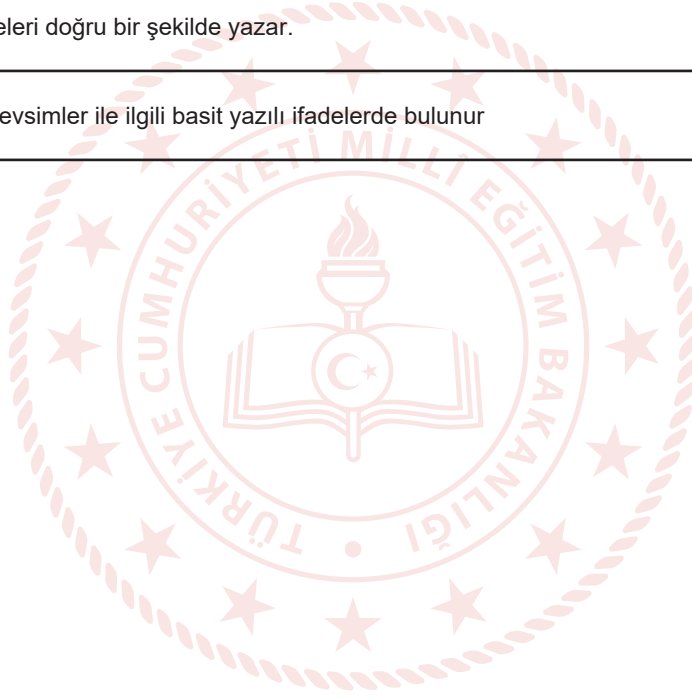 eleri doğru bir şekilde yazar.
evsimler ile ilgili basit yazılı ifadelerde bulunur
TÜRKİYE CUMHURİYETİ MİLLÎ EĞİTİM BAKANLIĞI